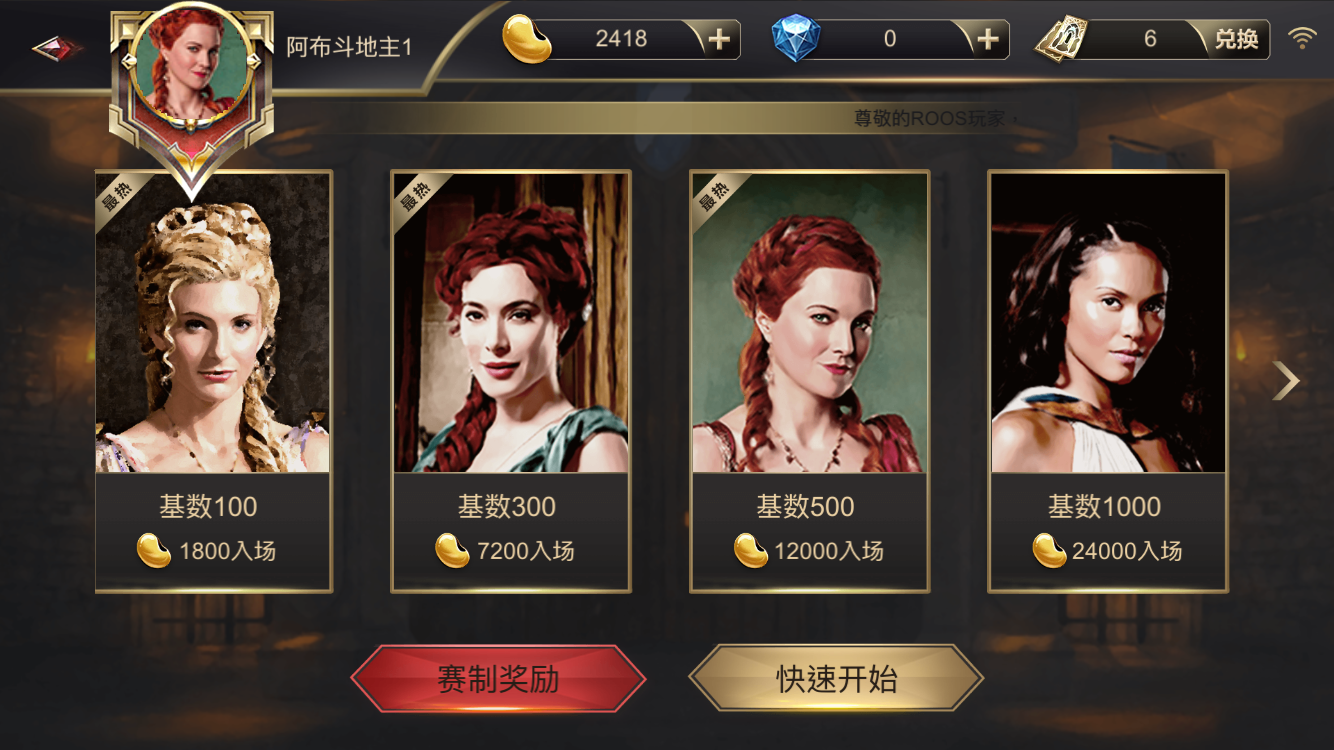 阿布斗地主1
2418
0
6
兑换
尊敬的ROOS玩家，
最热
最热
最热
基数100
基数300
基数500
基数1000
1800入场
7200入场
12000入场
24000入场
赛制奖励
快速开始